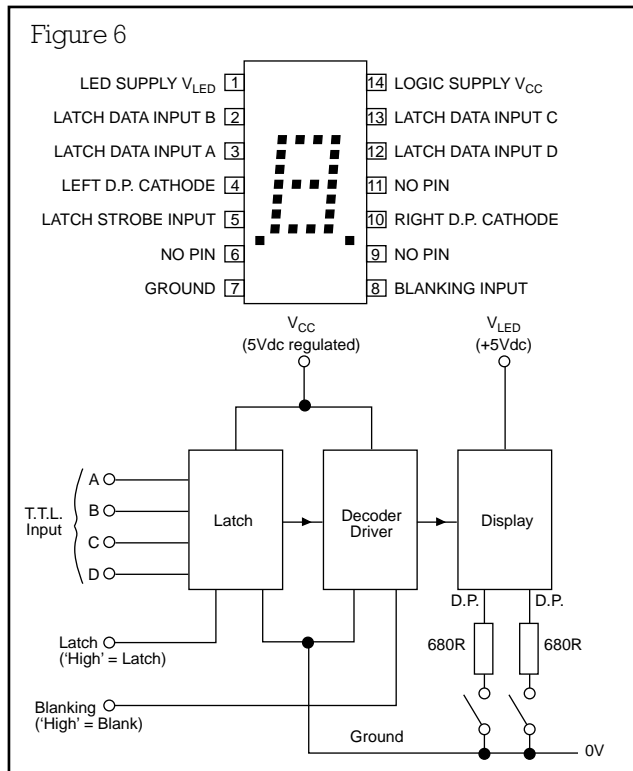 Figure 6
LED SUPPLY VLED 1
14 LOGIC SUPPLY VCC
LATCH DATA INPUT B 2
13 LATCH DATA INPUT C
LATCH DATA INPUT A 3
12 LATCH DATA INPUT D
LEFT D.P. CATHODE 4
11 NO PIN
LATCH STROBE INPUT 5
10 RIGHT D.P. CATHODE
NO PIN 6
9 NO PIN
GROUND 7
8 BLANKING INPUT
VCC
(5Vdc regulated)
VLED
(+5Vdc)
T.T.L.
Input
A
B
C
D
Latch
Decoder
Driver
Display
D.P.
D.P.
680R
680R
Latch
('High' = Latch)
Blanking
('High' = Blank)
Ground
0V